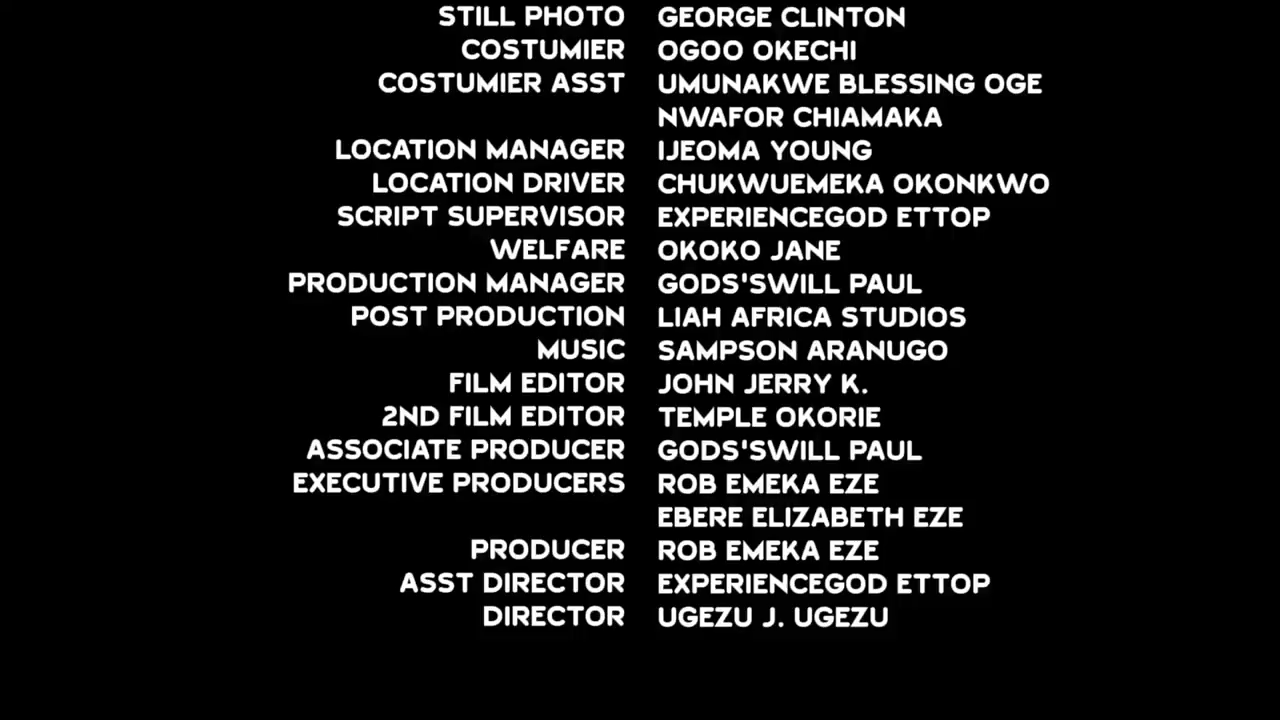 STILL PHOTO GEORGE CLINTON
COSTUMIER OGOO OKECHI
COSTUMIER ASST UMUNAKWE BLESSING OGE
NWAFOR CHIAMAKA
LOCATION MANAGER IJEOMA YOUNG
LOCATION DRIVER CHUKWUEMEKA OKONKWO
SCRIPT SUPERVISOR EXPERIENCEGOD ETTOP
WELFARE OKOKO JANE
PRODUCTION MANAGER GODS'SWILL PAUL
POST PRODUCTION LIAH AFRICA STUDIOS
MUSIC SAMPSON ARANUGO
FILM EDITOR JOHN JERRY K.
2ND FILM EDITOR TEMPLE OKORIE
ASSOCIATE PRODUCER GODS'SWILL PAUL
EXECUTIVE PRODUCERS ROB EMEKA EZE
EBERE ELIZABETH EZE
PRODUCER ROB EMEKA EZE
ASST DIRECTOR EXPERIENCEGOD ETTOP
DIRECTOR UGEZU J. UGEZU